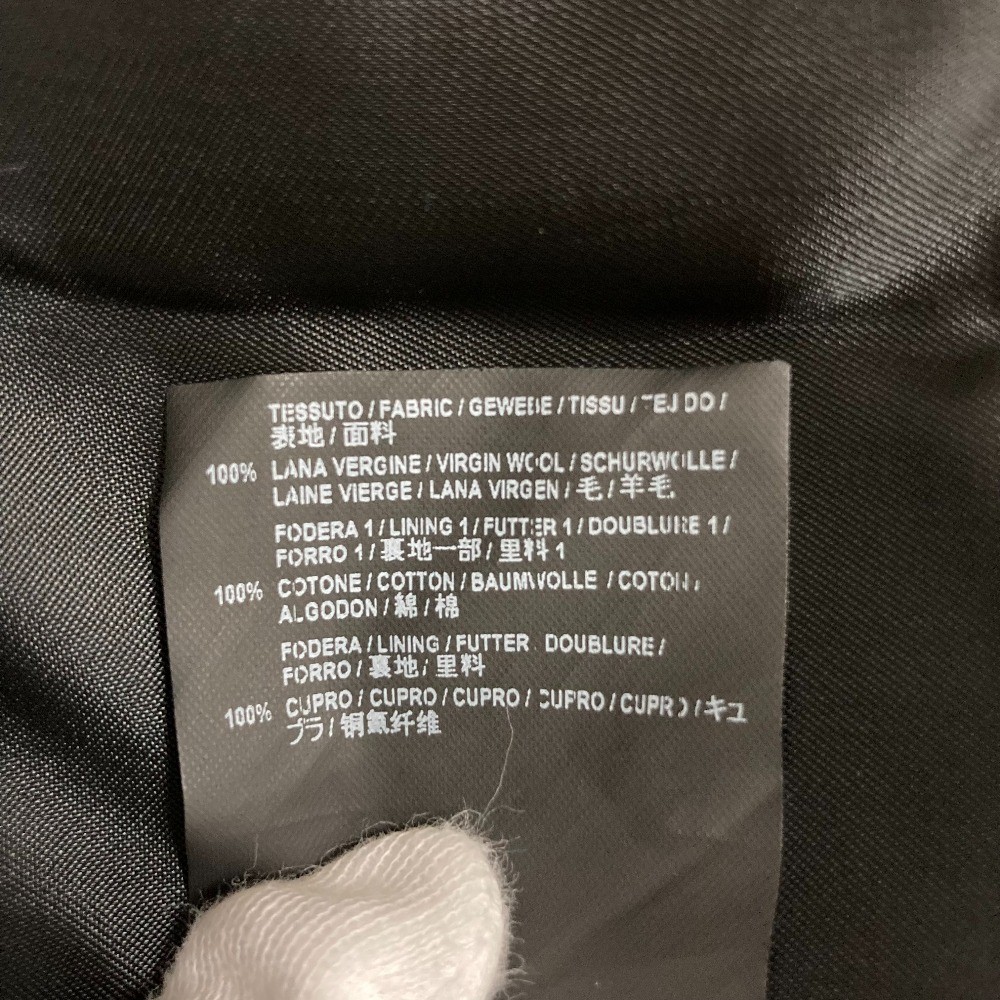 TESSUTO / FABRIC / GEWEBE / TISSU / TEJIDO /
表地 / 面料
100% LANA VERGINE / VIRGIN WOOL / SCHURWOLLE /
LAINE VIERGE / LANA VIRGEN / 毛 / 羊毛
FODERA 1 / LINING 1 / FUTTER 1 / DOUBLURE 1 /
FORRO 1 / 裏地一部 / 里料 1
100% COTONE / COTTON / BAUMWOLLE / COTON /
ALGODON / 綿 / 棉
FODERA / LINING / FUTTER DOUBLURE /
FORRO / 裏地 / 里料
100% CUPRO / CUPRO / CUPRO / CUPRO / CUPRO / キュ
プラ / 铜氨纤维